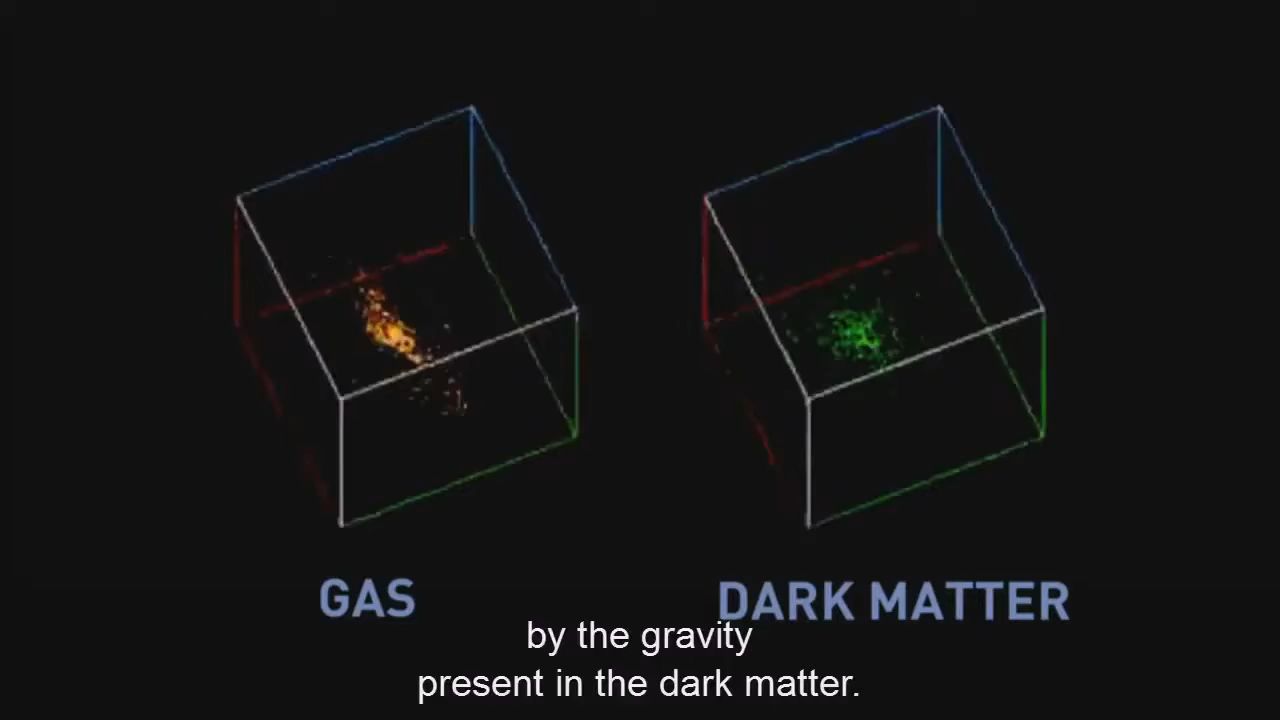 GAS
DARK MATTER
by the gravity
present in the dark matter.